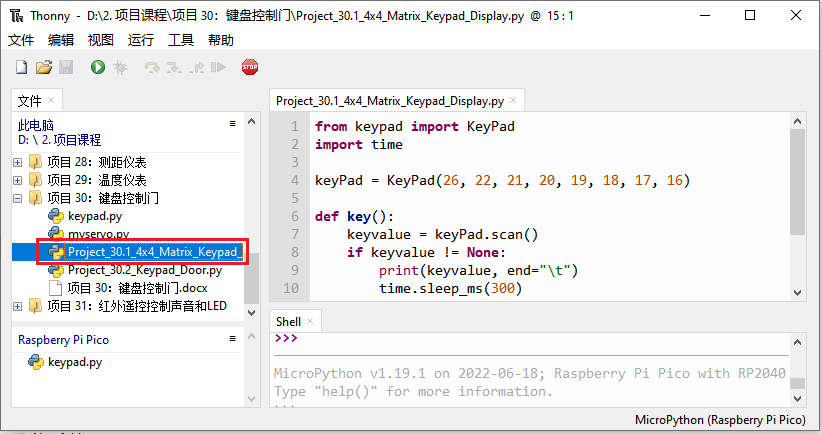 Thonny - D:\2.项目课程\项目 30: 键盘控制门\Project_30.1_4x4_Matrix_Keypad_Display.py @ 15:1
文件 编辑 视图 运行 工具 帮助
STOP
文件 ×
此电脑
D: \ 2.项目课程
项目 28: 测距仪表
项目 29: 温度仪表
项目 30: 键盘控制门
keypad.py
myservo.py
Project_30.1_4x4_Matrix_Keypad_
Project_30.2_Keypad_Door.py
项目 30: 键盘控制门.docx
项目 31: 红外遥控控制声音和LED
Raspberry Pi Pico
keypad.py
Project_30.1_4x4_Matrix_Keypad_Display.py ×
1 from keypad import KeyPad
2 import time
3
4 keyPad = KeyPad(26, 22, 21, 20, 19, 18, 17, 16)
5
6 def key():
7 keyvalue = keyPad.scan()
8 if keyvalue != None:
9 print(keyvalue, end="\t")
10 time.sleep_ms(300)
Shell ×
>>>
MicroPython v1.19.1 on 2022-06-18; Raspberry Pi Pico with RP2040
Type "help()" for more information.
>>>
MicroPython (Raspberry Pi Pico)